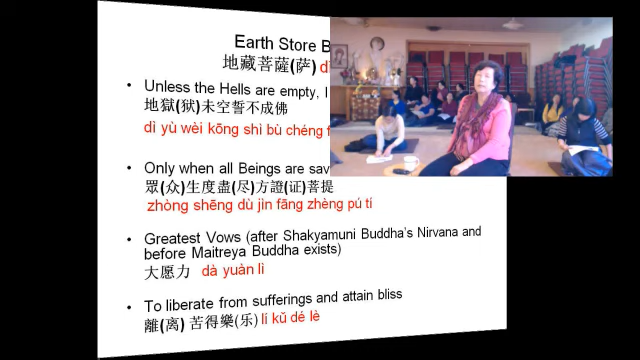 Earth Store B
地藏菩薩(萨) dì
• Unless the Hells are empty, I
地獄(狱)未空誓不成佛
dì yù wèi kōng shì bù chéng
• Only when all Beings are sav
眾(众)生度盡(尽)方證(证)菩提
zhòng shēng dù jìn fāng zhèng pú tí
• Greatest Vows (after Shakyamuni Buddha's Nirvana and
before Maitreya Buddha exists)
大愿力 dà yuàn lì
• To liberate from sufferings and attain bliss
離(离) 苦得樂(乐) lí kŭ dé lè